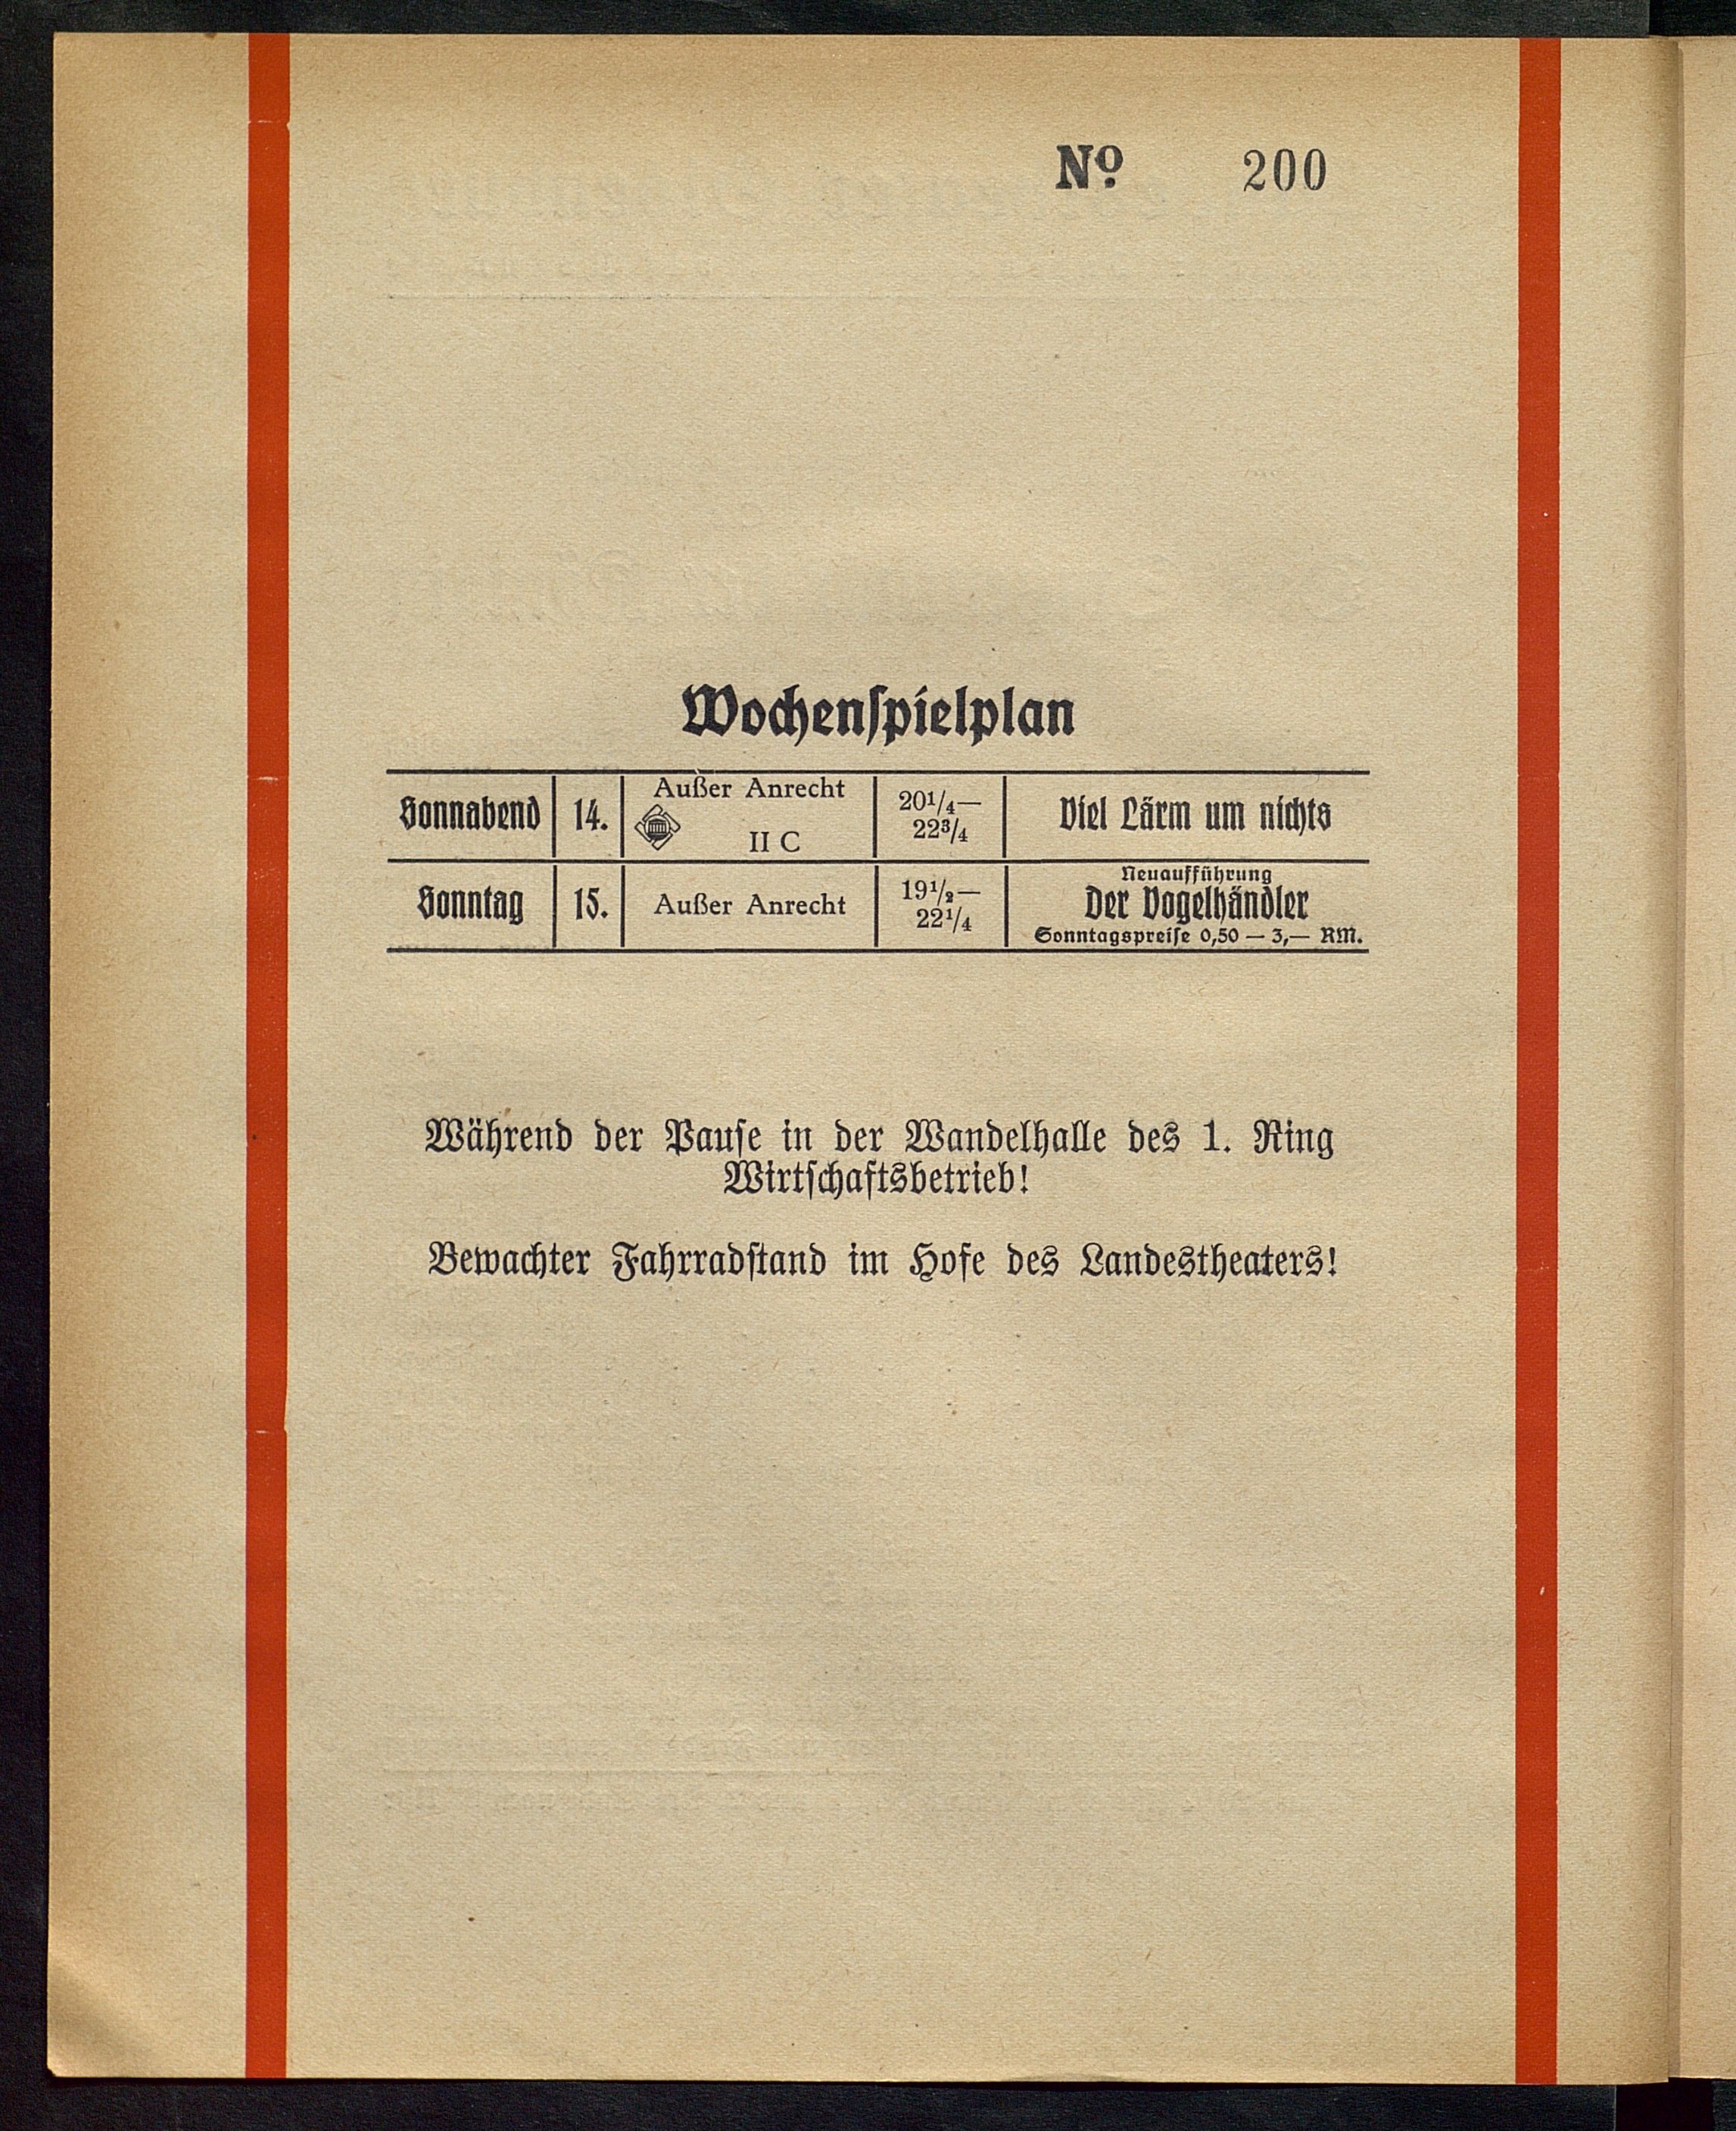 Nº 200
Wochenspielplan
Sonnabend 14. Außer Anrecht II C 20¹/₄— 22³/₄ Viel Lärm um nichts
Sonntag 15. Außer Anrecht 19¹/₂— 22¹/₄ Neuaufführung Der Vogelhändler Sonntagspreise 0,50 — 3,— RM.
Während der Pause in der Wandelhalle des 1. Ring
Wirtschaftsbetrieb!
Bewachter Fahrradstand im Hofe des Landestheaters!